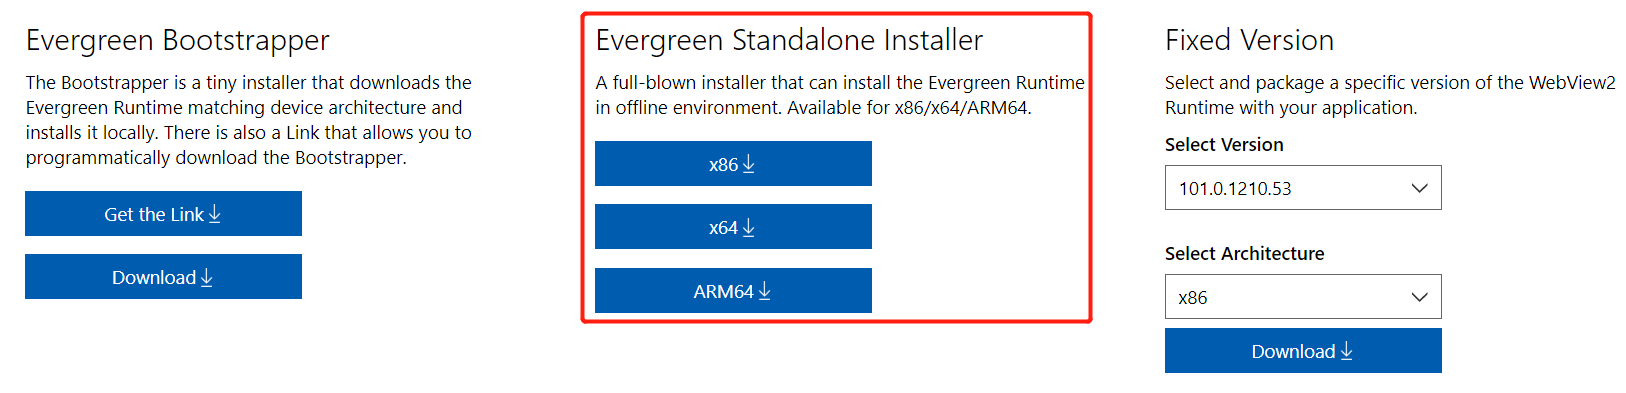 Evergreen Bootstrapper
The Bootstrapper is a tiny installer that downloads the
Evergreen Runtime matching device architecture and
installs it locally. There is also a Link that allows you to
programmatically download the Bootstrapper.
Get the Link
Download
Evergreen Standalone Installer
A full-blown installer that can install the Evergreen Runtime
in offline environment. Available for x86/x64/ARM64.
x86
x64
ARM64
Fixed Version
Select and package a specific version of the WebView2
Runtime with your application.
Select Version
101.0.1210.53
Select Architecture
x86
Download